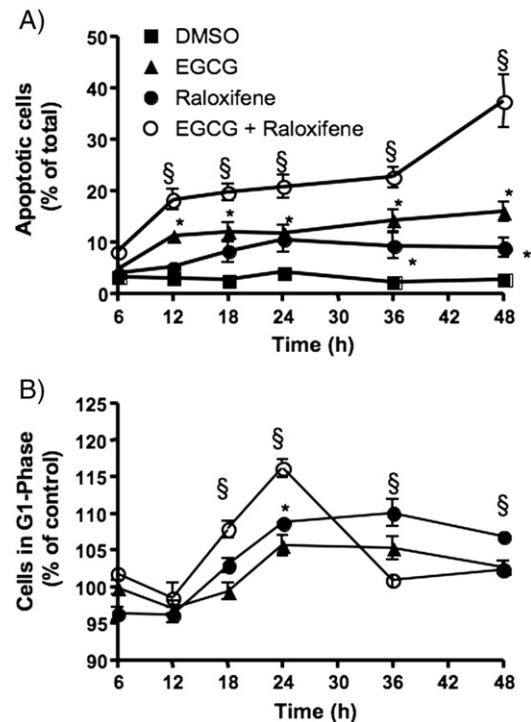 A)
DMSO
EGCG
Raloxifene
EGCG + Raloxifene
Apoptotic cells
(% of total)
50
40
30
20
10
0
§
§
§
§
§
*
*
*
*
*
*
*
6 12 18 24 30 36 42 48
Time (h)
B)
Cells in G1-Phase
(% of control)
125
120
115
110
105
100
95
90
§
§
§
§
*
6 12 18 24 30 36 42 48
Time (h)